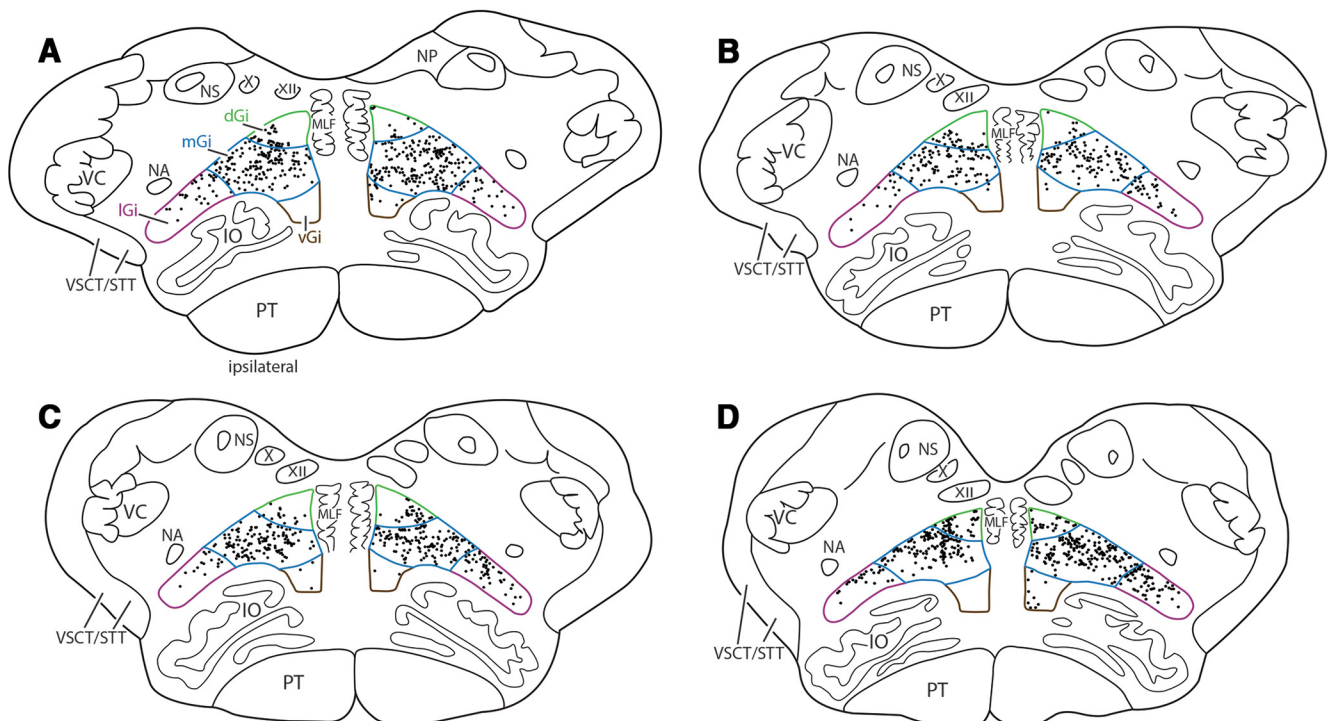 A
NP
NS
X
XII
dGi
MLF
mGi
NA
VC
lGi
IO
vGi
VSCT/STT
PT
ipsilateral
B
NS
X
XII
MLF
VC
NA
IO
VSCT/STT
PT
C
NS
X
XII
MLF
VC
NA
IO
VSCT/STT
PT
D
NS
X
XII
VC
MLF
NA
IO
VSCT/STT
PT